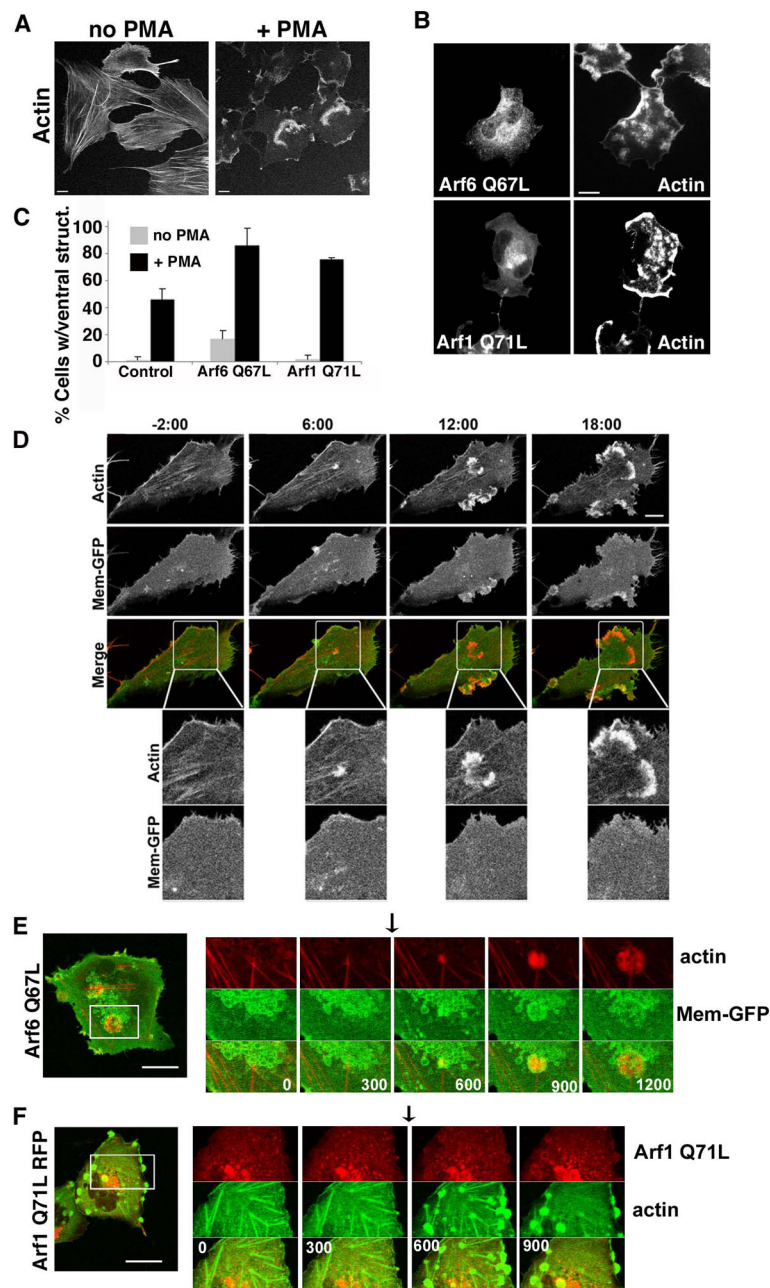 A
no PMA
+ PMA
Actin
B
Arf6 Q67L
Actin
Arf1 Q71L
Actin
C
% Cells w/ventral struct.
100
80
60
40
20
0
no PMA
+ PMA
Control
Arf6 Q67L
Arf1 Q71L
D
-2:00
6:00
12:00
18:00
Actin
Mem-GFP
Merge
Actin
Mem-GFP
E
Arf6 Q67L
↓
actin
Mem-GFP
0
300
600
900
1200
F
Arf1 Q71L RFP
↓
Arf1 Q71L
actin
0
300
600
900